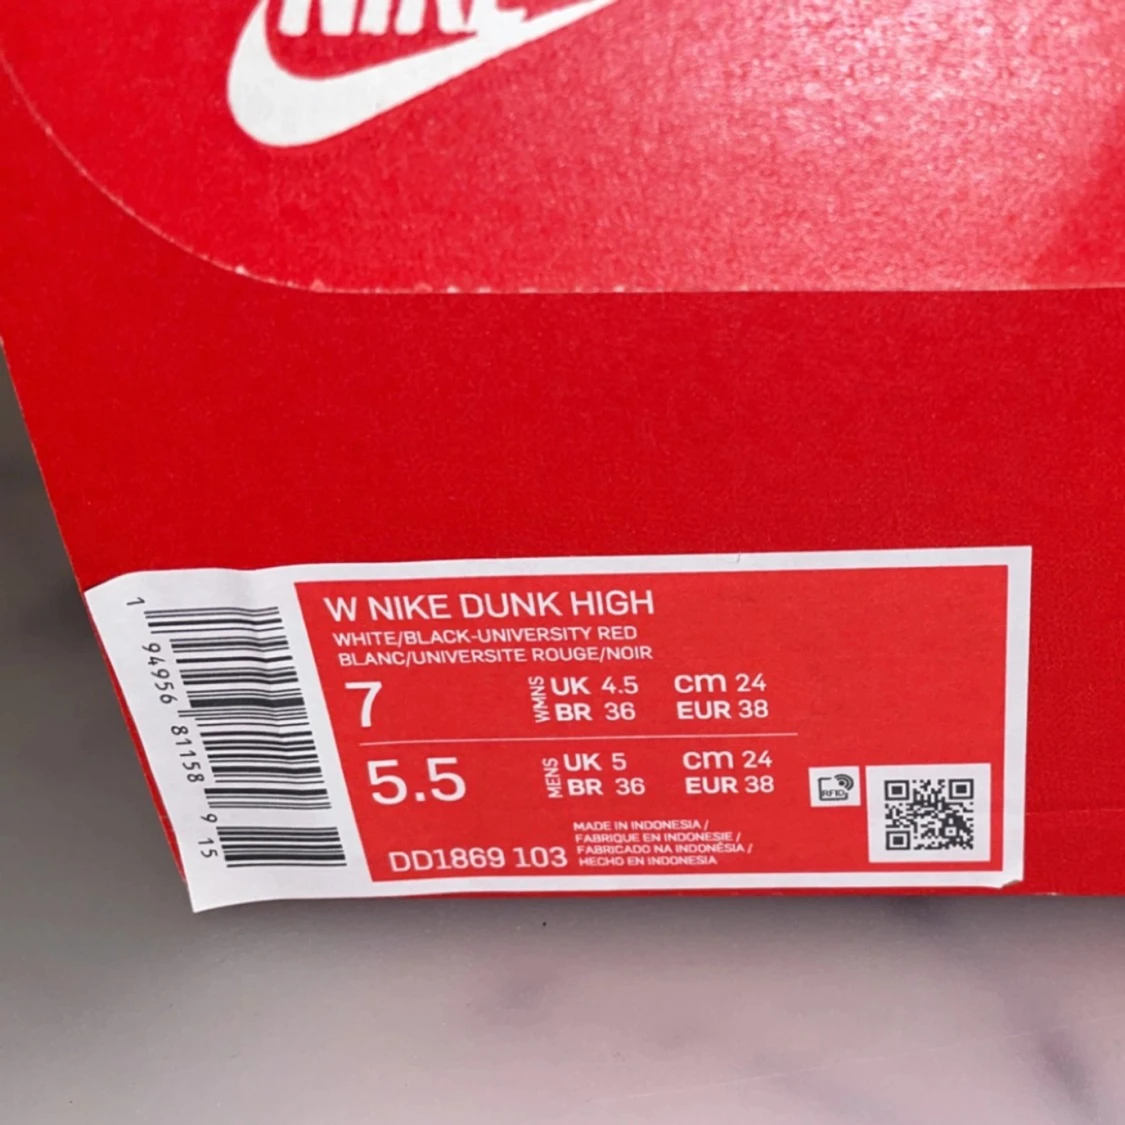 NIKE
W NIKE DUNK HIGH
WHITE/BLACK-UNIVERSITY RED
BLANC/UNIVERSITE ROUGE/NOIR
7 WMNS UK 4.5 cm 24
BR 36 EUR 38
5.5 MENS UK 5 cm 24
BR 36 EUR 38
RFID
MADE IN INDONESIA /
FABRIQUE EN INDONESIE /
FABRICADO NA INDONÉSIA /
HECHO EN INDONESIA
DD1869 103
1 94956 81158 9 15